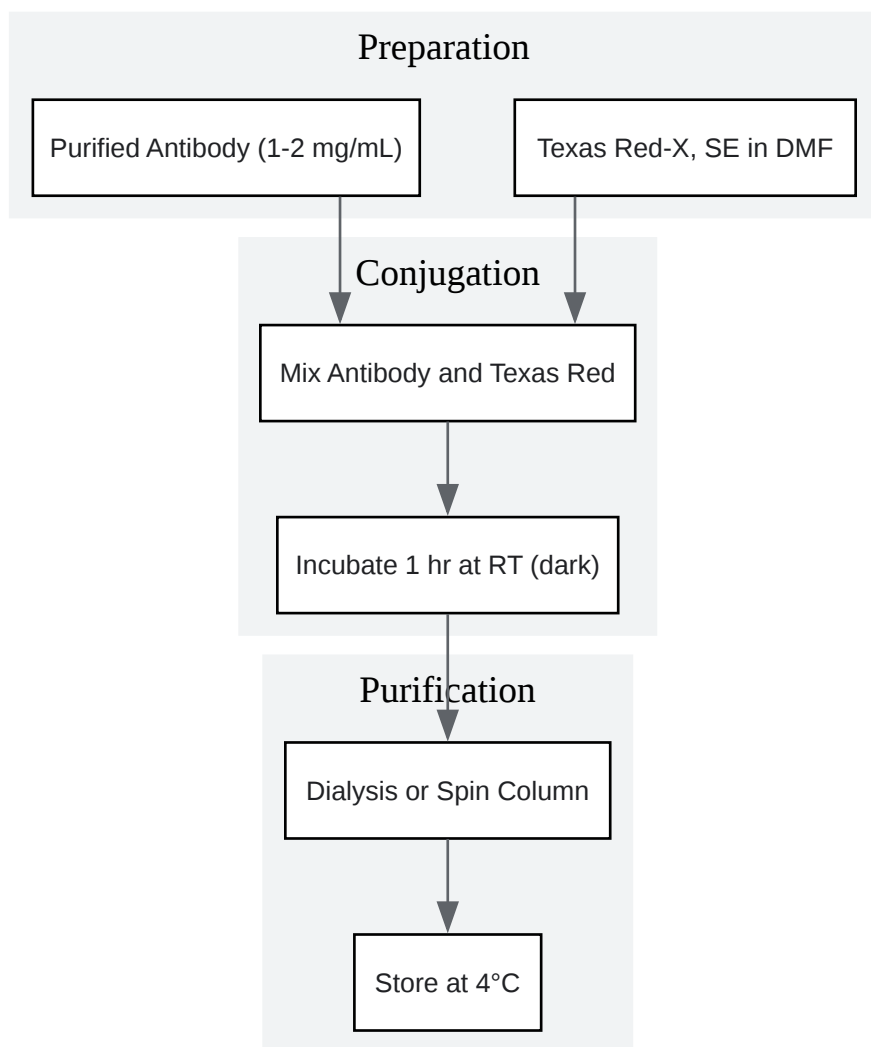 Preparation
Purified Antibody (1-2 mg/mL)
Texas Red-X, SE in DMF
Conjugation
Mix Antibody and Texas Red
Incubate 1 hr at RT (dark)
Purification
Dialysis or Spin Column
Store at 4°C